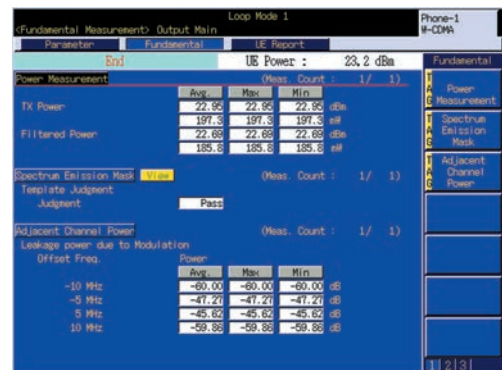 Loop Mode 1
<Fundamental Measurement> Output Main
Phone-1
W-CDMA
Parameter Fundamental UE Report
End UE Power : 23.2 dBm Fundamental
Power Measurement (Meas. Count : 1/ 1)
Avg. Max Min
TX Power 22.95 22.95 22.95 dBm
197.3 197.3 197.3 mW
Filtered Power 22.69 22.69 22.69 dBm
185.8 185.8 185.8 mW
Spectrum Emission Mask View (Meas. Count : 1/ 1)
Template Judgment
Judgment Pass
Adjacent Channel Power (Meas. Count : 1/ 1)
Leakage power due to Modulation
Offset Freq. Power
Avg. Max Min
-10 MHz -60.00 -60.00 -60.00 dB
-5 MHz -47.27 -47.27 -47.27 dB
5 MHz -45.62 -45.62 -45.62 dB
10 MHz -59.86 -59.86 -59.86 dB
TAG Power Measurement
TAG Spectrum Emission Mask
TAG Adjacent Channel Power
1 2 3